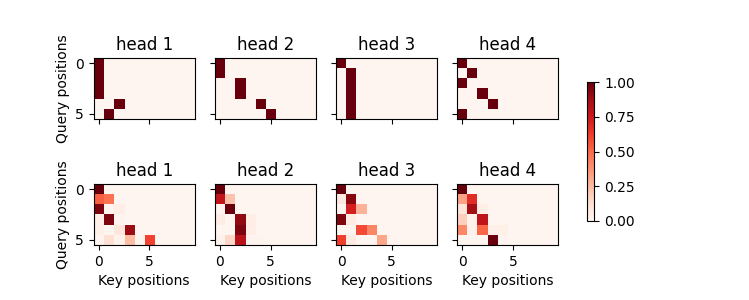 head 1 head 2 head 3 head 4
Query positions
0
5
1.00
0.75
0.50
0.25
0.00
head 1 head 2 head 3 head 4
Query positions
0
5
0 5 0 5 0 5 0 5
Key positions Key positions Key positions Key positions